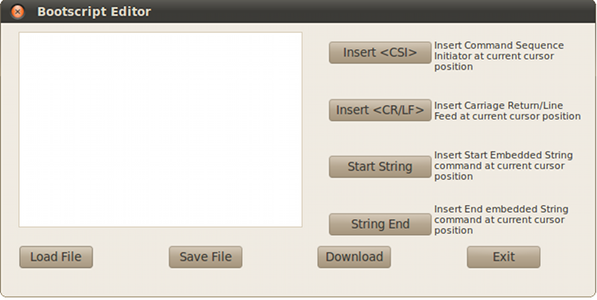 Bootscript Editor
Insert <CSI>
Insert Command Sequence
Initiator at current cursor
position
Insert <CR/LF>
Insert Carriage Return/Line
Feed at current cursor position
Start String
Insert Start Embedded String
command at current cursor
position
String End
Insert End embedded String
command at current cursor
position
Load File
Save File
Download
Exit